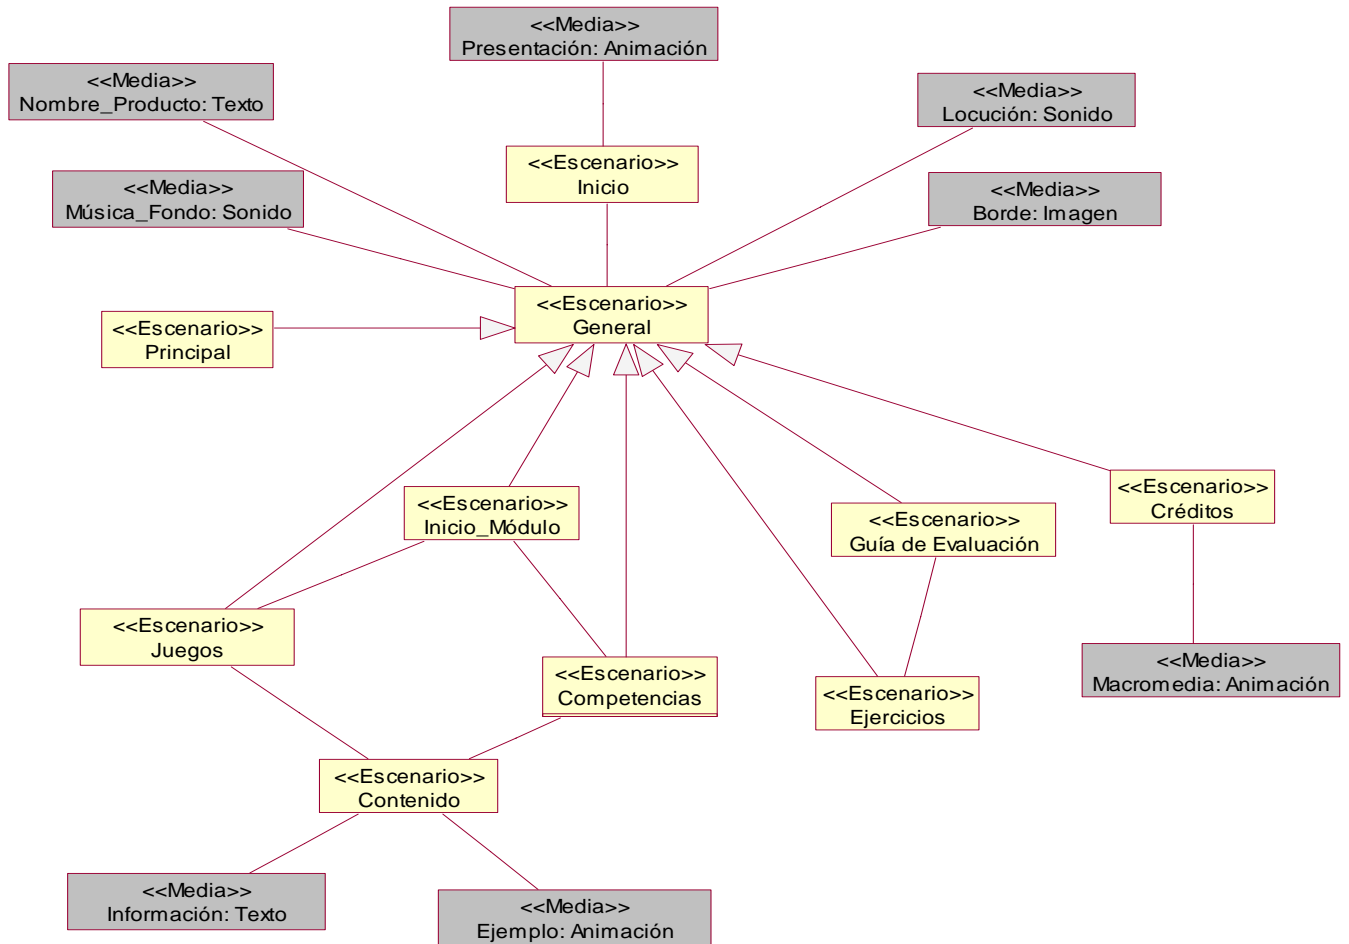 <<Media>>
Presentación: Animación
<<Media>>
Nombre_Producto: Texto
<<Media>>
Locución: Sonido
<<Escenario>>
Inicio
<<Media>>
Música_Fondo: Sonido
<<Media>>
Borde: Imagen
<<Escenario>>
General
<<Escenario>>
Principal
<<Escenario>>
Créditos
<<Escenario>>
Inicio_Módulo
<<Escenario>>
Guía de Evaluación
<<Escenario>>
Juegos
<<Media>>
Macromedia: Animación
<<Escenario>>
Competencias
<<Escenario>>
Ejercicios
<<Escenario>>
Contenido
<<Media>>
Información: Texto
<<Media>>
Ejemplo: Animación